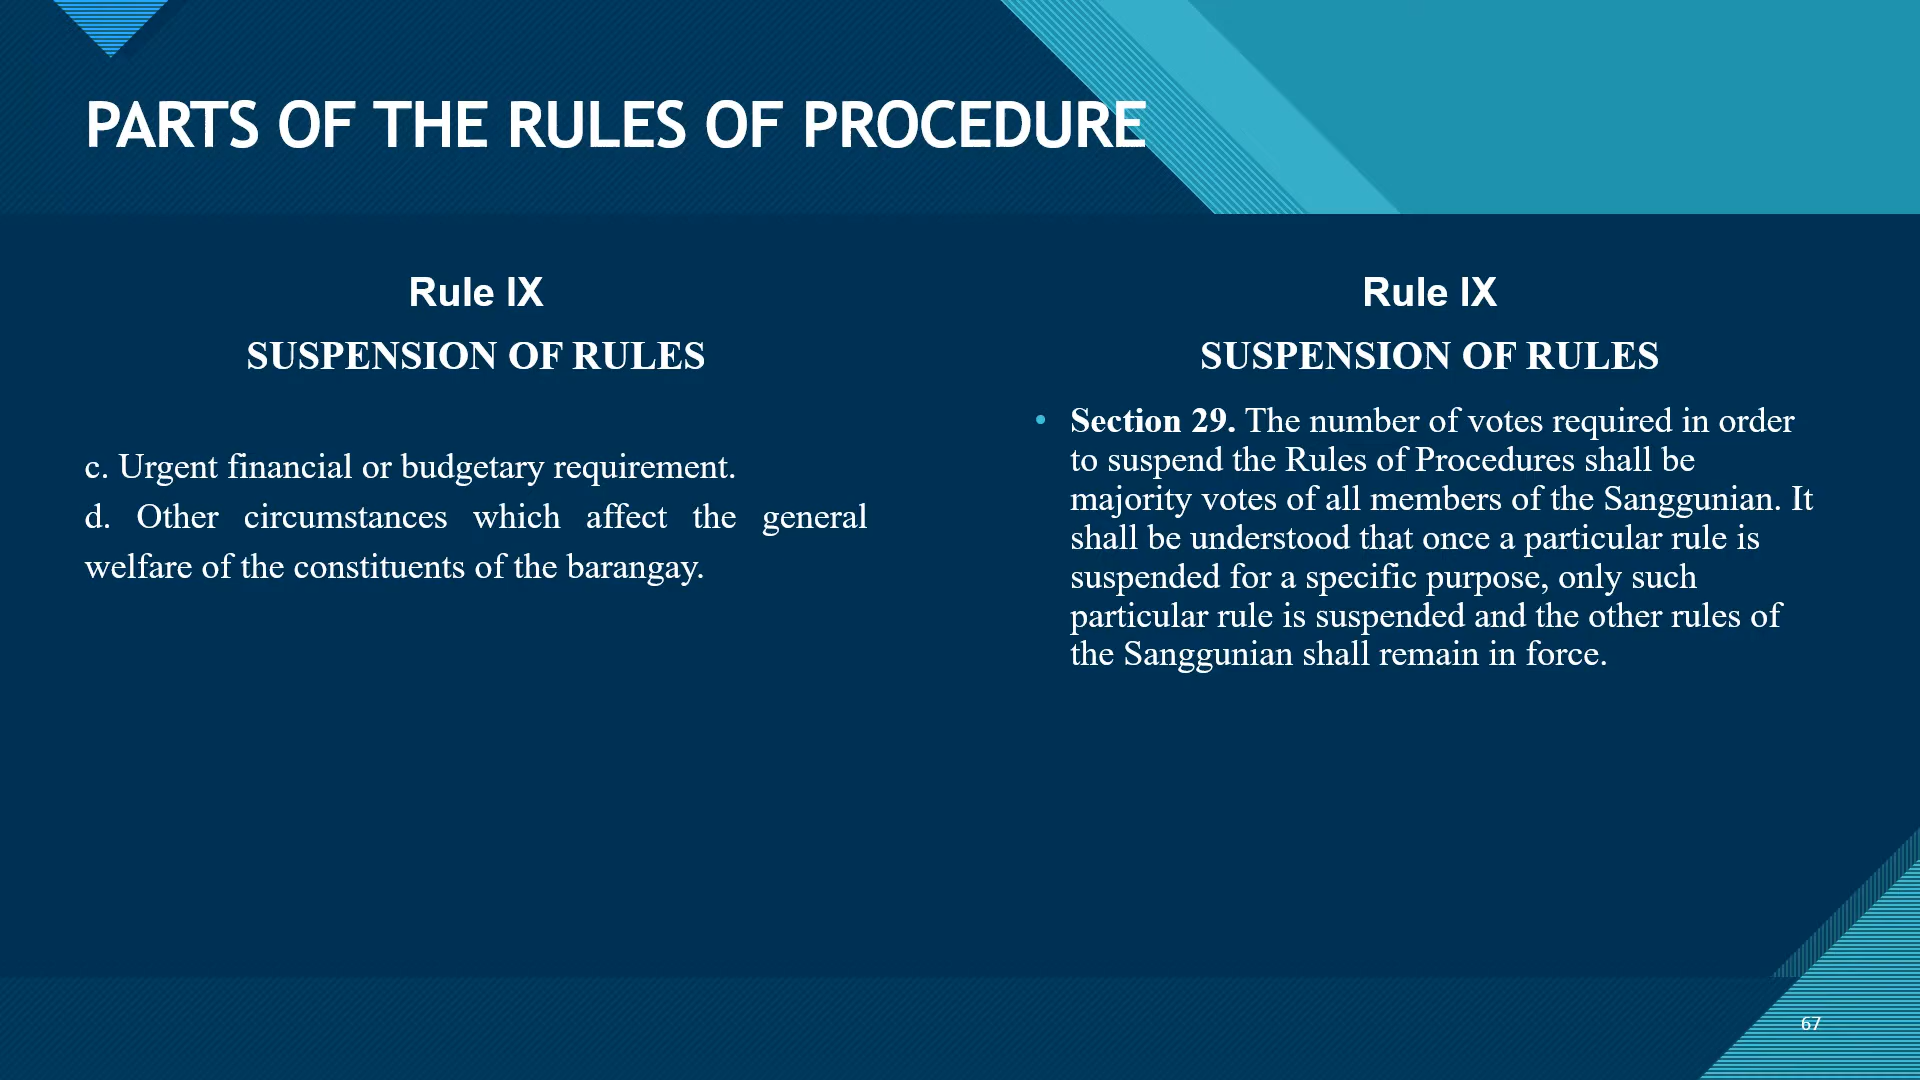 PARTS OF THE RULES OF PROCEDURE
Rule IX
SUSPENSION OF RULES
c. Urgent financial or budgetary requirement.
d. Other circumstances which affect the general
welfare of the constituents of the barangay.
Rule IX
SUSPENSION OF RULES
• Section 29. The number of votes required in order
to suspend the Rules of Procedures shall be
majority votes of all members of the Sanggunian. It
shall be understood that once a particular rule is
suspended for a specific purpose, only such
particular rule is suspended and the other rules of
the Sanggunian shall remain in force.
67